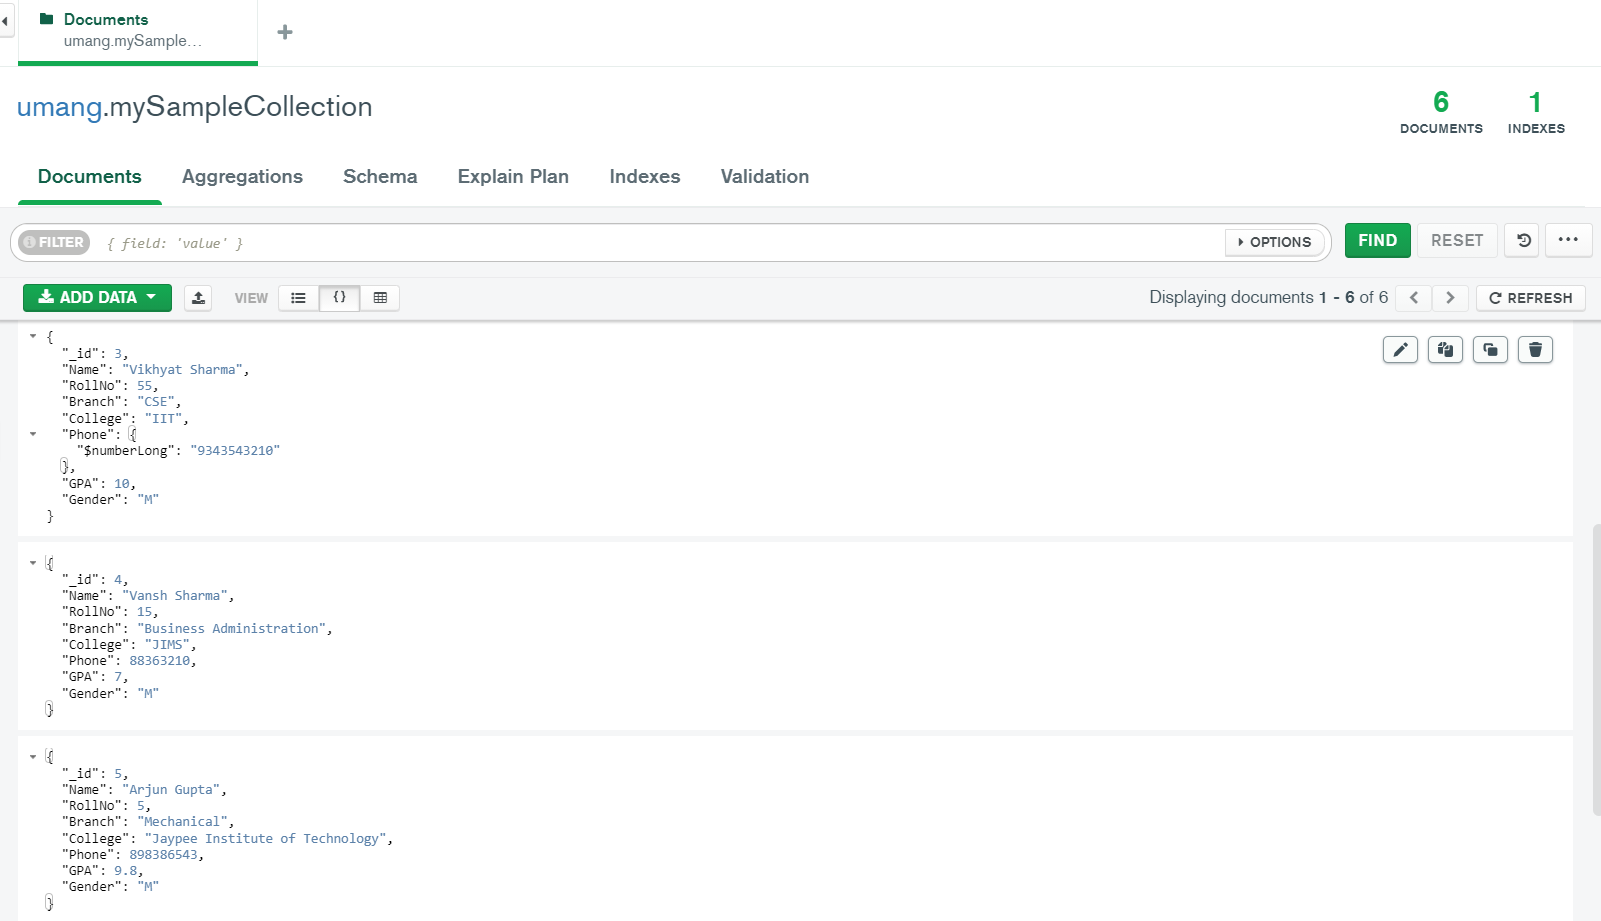 Documents
umang.mySample...
umang.mySampleCollection
6
DOCUMENTS
1
INDEXES
Documents
Aggregations
Schema
Explain Plan
Indexes
Validation
FILTER
{ field: 'value' }
OPTIONS
FIND
RESET
ADD DATA
VIEW
{}
Displaying documents 1 - 6 of 6
REFRESH
{
"_id": 3,
"Name": "Vikhyat Sharma",
"RollNo": 55,
"Branch": "CSE",
"College": "IIT",
"Phone": {
"$numberLong": "9343543210"
},
"GPA": 10,
"Gender": "M"
}
{
"_id": 4,
"Name": "Vansh Sharma",
"RollNo": 15,
"Branch": "Business Administration",
"College": "JIMS",
"Phone": 88363210,
"GPA": 7,
"Gender": "M"
}
{
"_id": 5,
"Name": "Arjun Gupta",
"RollNo": 5,
"Branch": "Mechanical",
"College": "Jaypee Institute of Technology",
"Phone": 898386543,
"GPA": 9.8,
"Gender": "M"
}